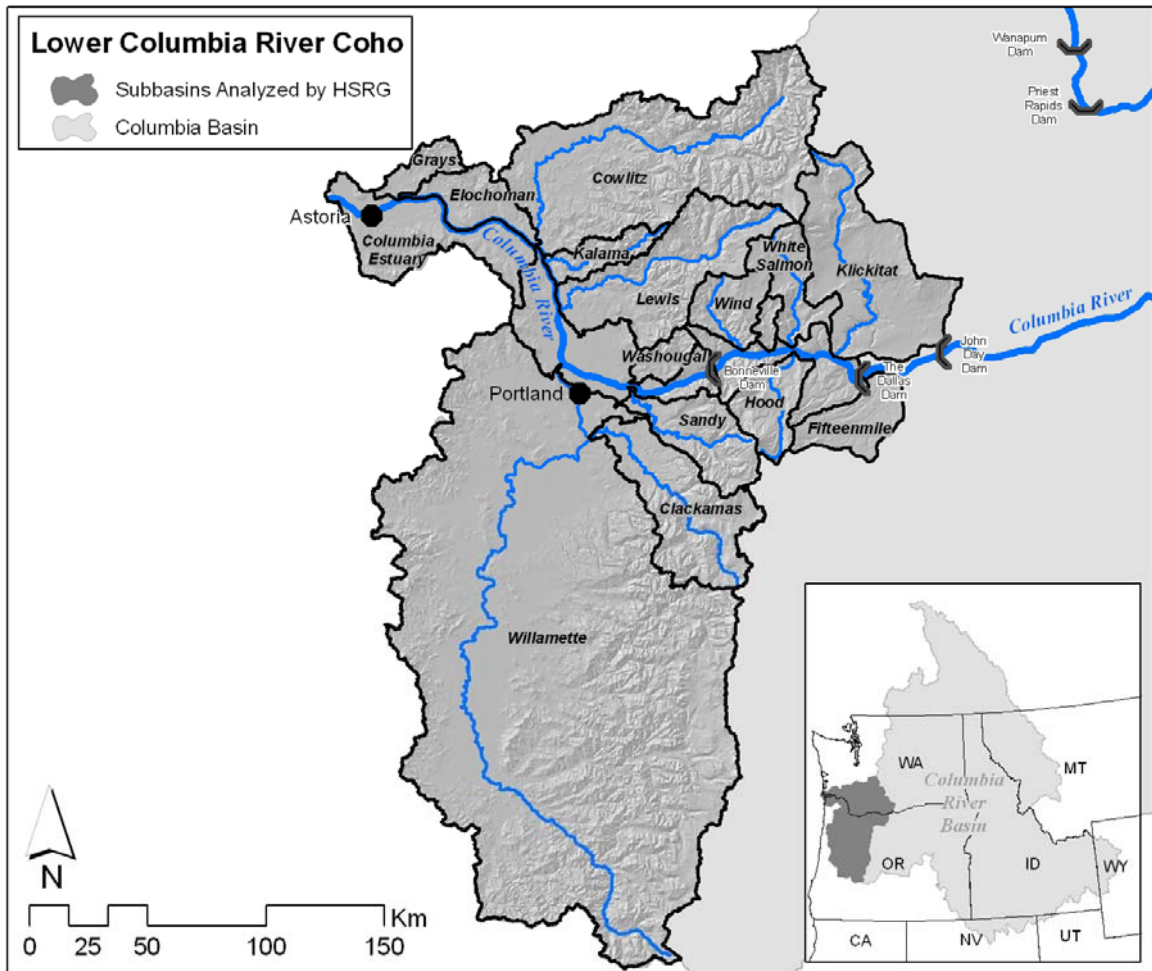 Lower Columbia River Coho
Subbasins Analyzed by HSRG
Columbia Basin
Wanapum
Dam
Priest
Rapids
Dam
Grays
Elochoman
Cowlitz
Astoria
Columbia
Estuary
Columbia River
Kalama
White
Salmon
Klickitat
Lewis
Wind
Columbia River
Washougal
Bonneville
Dam
John
Day
Dam
The
Dallas
Dam
Portland
Hood
Sandy
Fifteenmile
Clackamas
Willamette
N
0
25
50
100
150
Km
WA
MT
Columbia
River
Basin
OR
ID
WY
CA
NV
UT